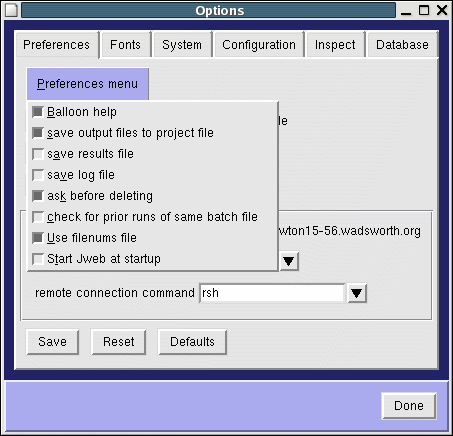 Options
Preferences Fonts System Configuration Inspect Database
Preferences menu
Balloon help
save output files to project file
save results file
save log file
ask before deleting
check for prior runs of same batch file
wton15-56.wadsworth.org
Use filenums file
Start Jweb at startup
remote connection command rsh
Save Reset Defaults
Done